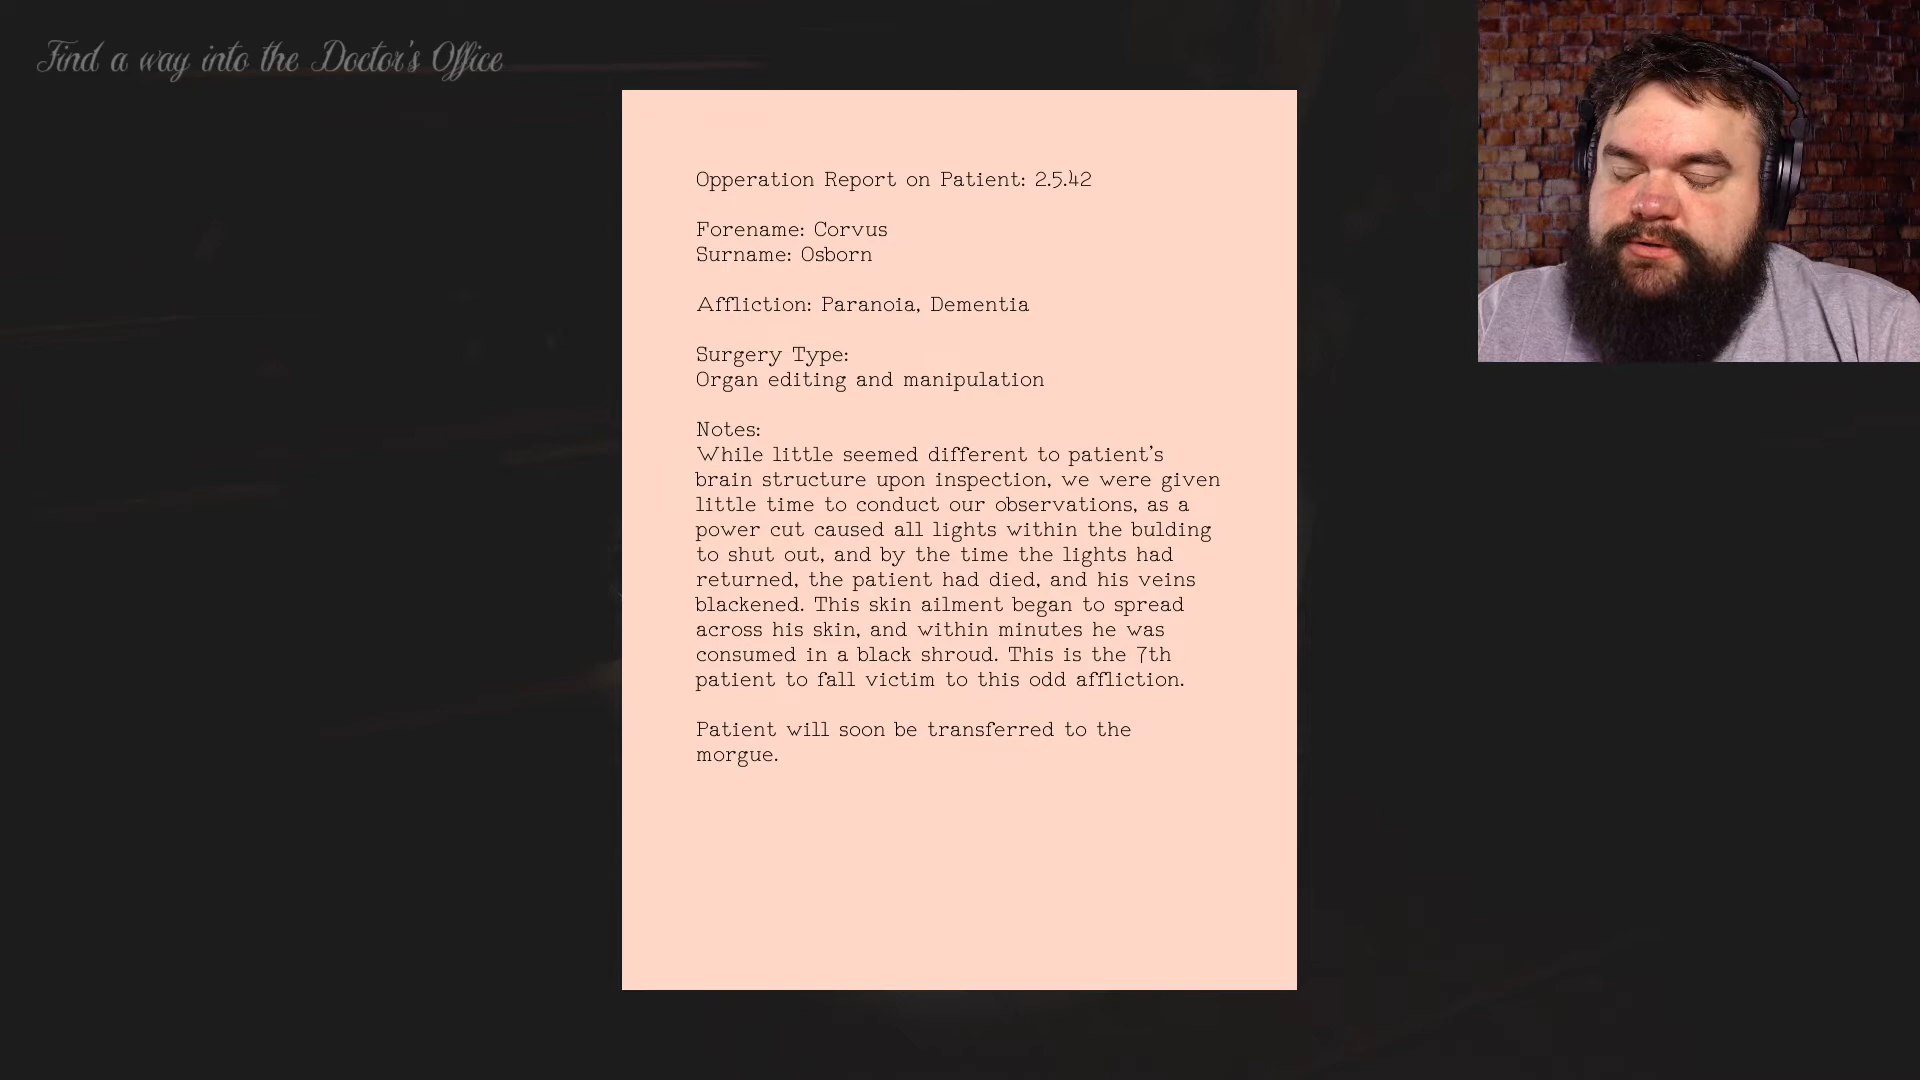 Find a way into the Doctor's Office
Opperation Report on Patient: 2.5.42
Forename: Corvus
Surname: Osborn
Affliction: Paranoia, Dementia
Surgery Type:
Organ editing and manipulation
Notes:
While little seemed different to patient's
brain structure upon inspection, we were given
little time to conduct our observations, as a
power cut caused all lights within the bulding
to shut out, and by the time the lights had
returned, the patient had died, and his veins
blackened. This skin ailment began to spread
across his skin, and within minutes he was
consumed in a black shroud. This is the 7th
patient to fall victim to this odd affliction.
Patient will soon be transferred to the
morgue.